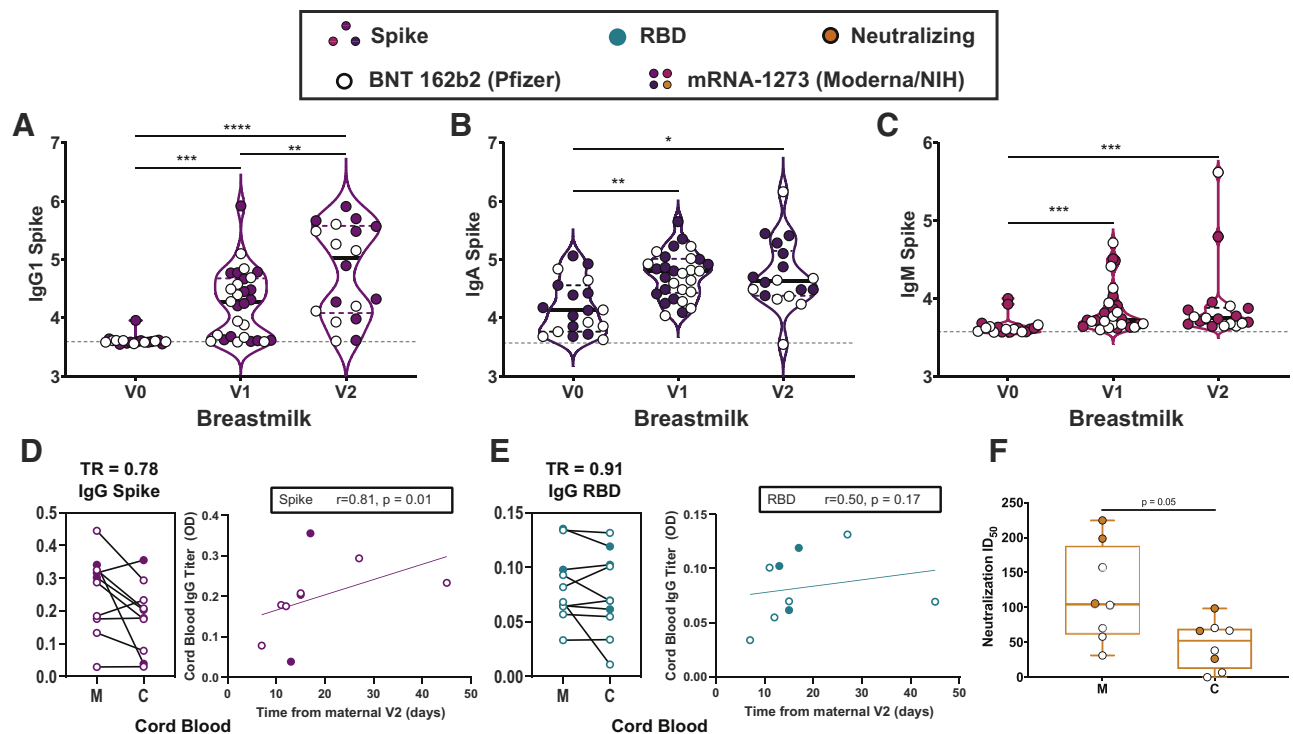 Spike RBD Neutralizing
BNT 162b2 (Pfizer) mRNA-1273 (Moderna/NIH)
A
IgG1 Spike
7
6
5
4
3
****
***
**
V0 V1 V2
Breastmilk
B
IgA Spike
7
6
5
4
3
*
**
V0 V1 V2
Breastmilk
C
IgM Spike
6
5
4
3
***
***
V0 V1 V2
Breastmilk
D
TR = 0.78
IgG Spike
0.5
0.4
0.3
0.2
0.1
0.0
M C
Cord Blood
Spike r=0.81, p = 0.01
Cord Blood IgG Titer (OD)
0.4
0.3
0.2
0.1
0.0
0 10 20 30 40 50
Time from maternal V2 (days)
E
TR = 0.91
IgG RBD
0.20
0.15
0.10
0.05
0.00
M C
Cord Blood
RBD r=0.50, p = 0.17
Cord Blood IgG Titer (OD)
0.15
0.10
0.05
0.00
0 10 20 30 40 50
Time from maternal V2 (days)
F
p = 0.05
Neutralization ID50
250
200
150
100
50
0
M C